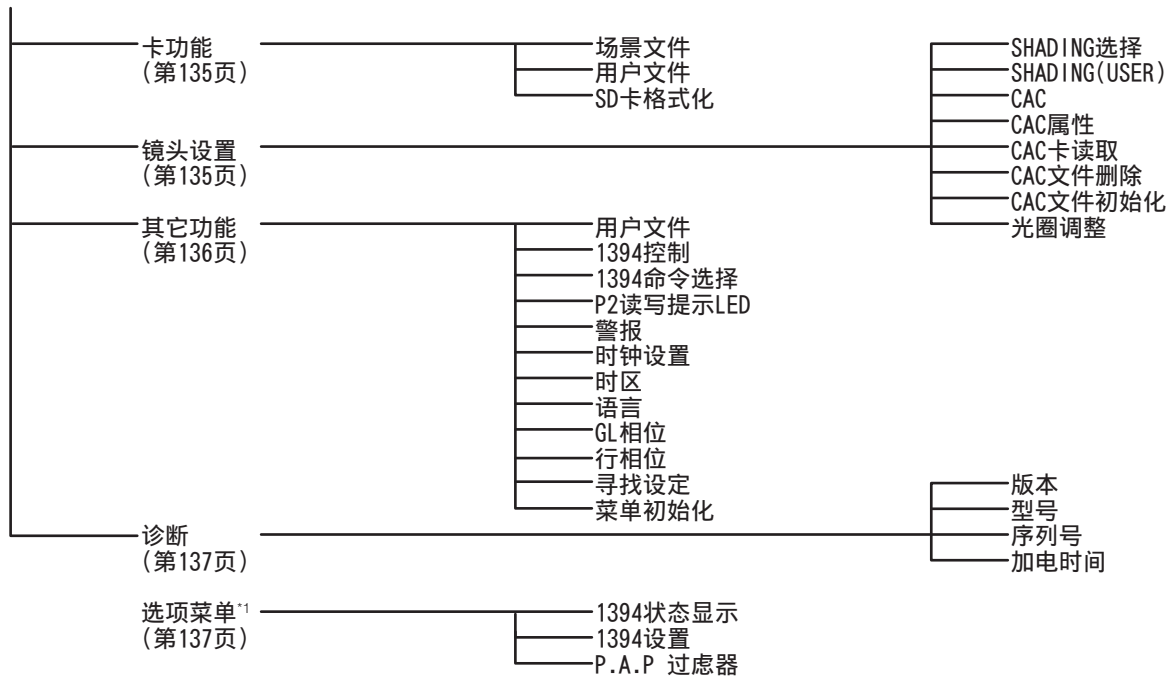 卡功能
(第135页)
场景文件
用户文件
SD卡格式化
镜头设置
(第135页)
SHADING选择
SHADING(USER)
CAC
CAC属性
CAC卡读取
CAC文件删除
CAC文件初始化
光圈调整
其它功能
(第136页)
用户文件
1394控制
1394命令选择
P2读写提示LED
警报
时钟设置
时区
语言
GL相位
行相位
寻找设定
菜单初始化
诊断
(第137页)
版本
型号
序列号
加电时间
选项菜单*1
(第137页)
1394状态显示
1394设置
P.A.P 过虑器